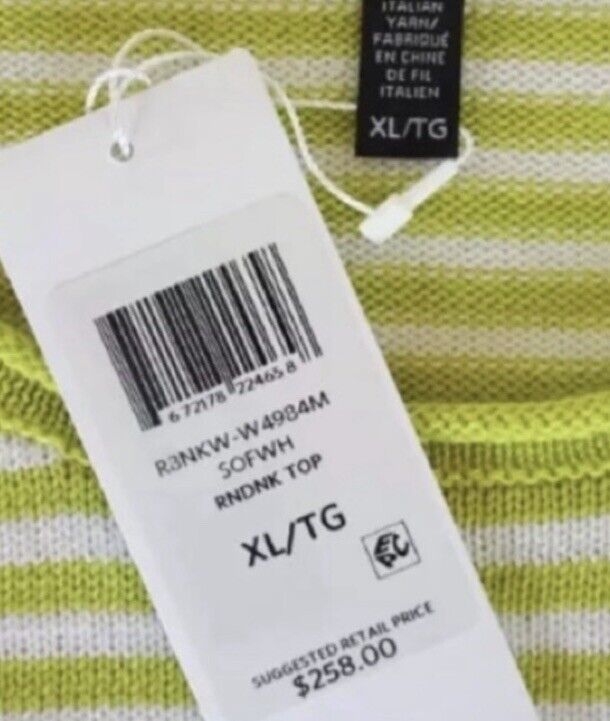 ITALIAN
YARN/
FABRIQUÉ
EN CHINE
DE FIL
ITALIEN
XL/TG
6 72178 22465 8
R3NKW-W4984M
SOFWH
RNDNK TOP
XL/TG
SUGGESTED RETAIL PRICE
$258.00